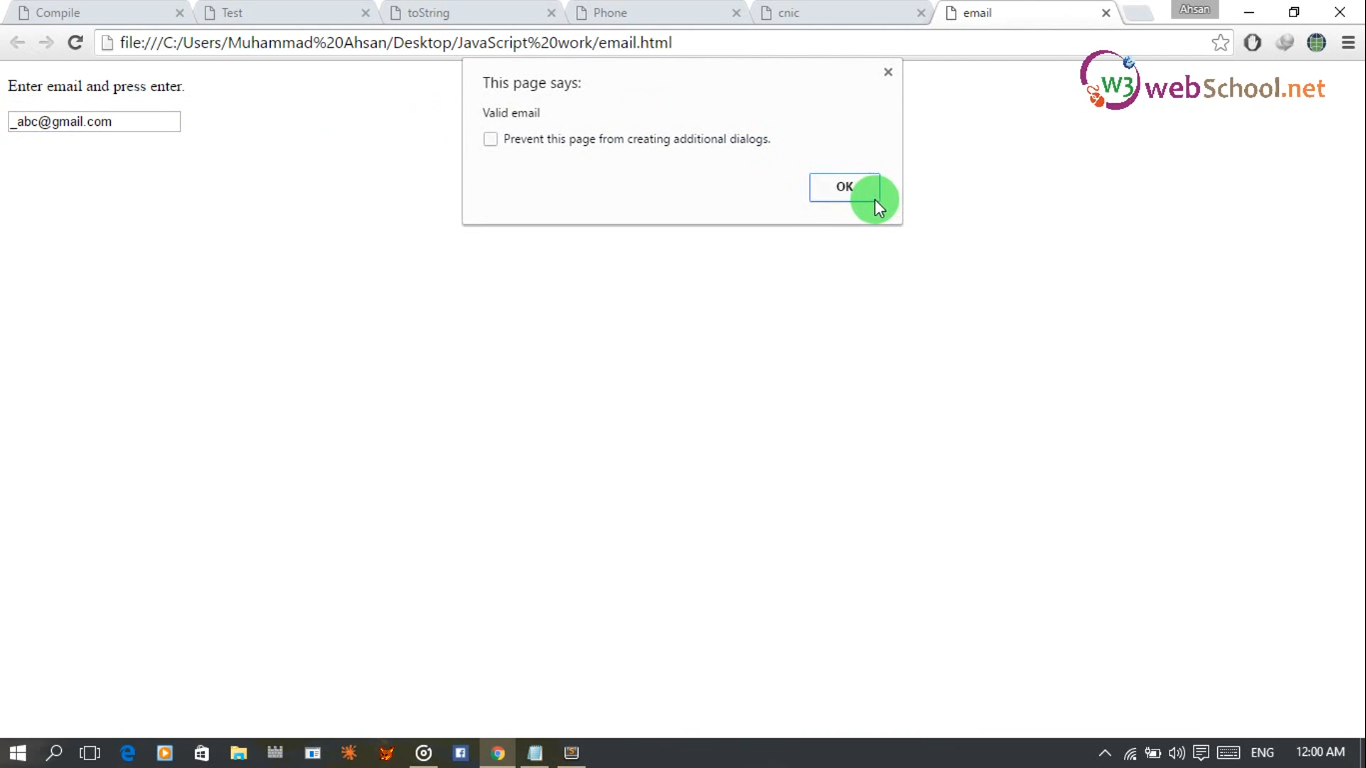 Compile
Test
toString
Phone
cnic
email
Ahsan
file:///C:/Users/Muhammad%20Ahsan/Desktop/JavaScript%20work/email.html
Enter email and press enter.
_abc@gmail.com
This page says:
Valid email
Prevent this page from creating additional dialogs.
OK
W3 webSchool.net
ENG
12:00 AM